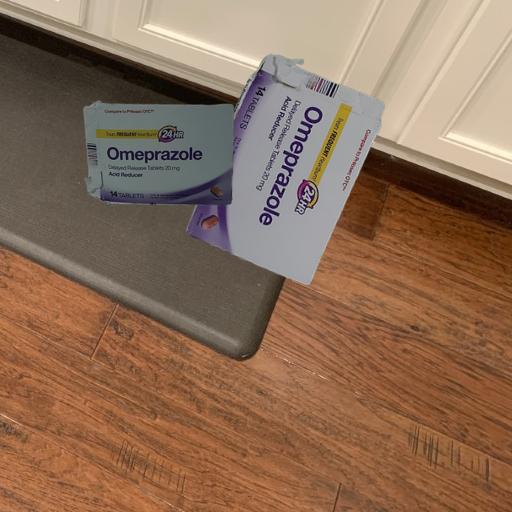 Compare to Prilosec OTC®*
Treats FREQUENT Heartburn
24HR
Omeprazole
Delayed Release Tablets 20 mg
Acid Reducer
14 TABLETS
Compare to Prilosec OTC®*
Treats FREQUENT Heartburn
24HR
Omeprazole
Delayed Release Tablets 20 mg
Acid Reducer
14 TABLETS